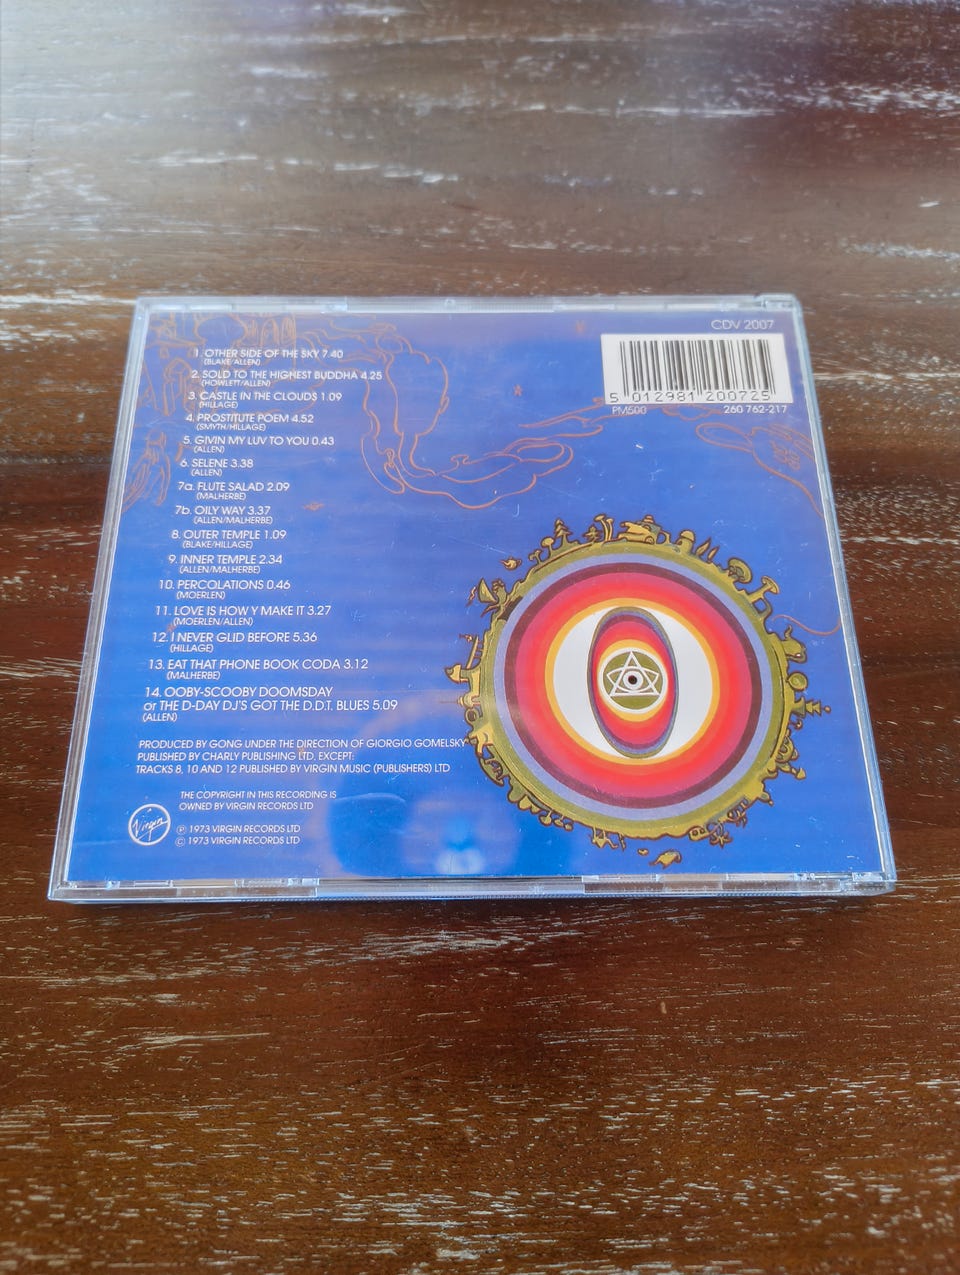 CDV 2007
5 012981 200725
PM500 260 762-217
1. OTHER SIDE OF THE SKY 7.40
(BLAKE/ALLEN)
2. SOLD TO THE HIGHEST BUDDHA 4.25
(HOWLETT/ALLEN)
3. CASTLE IN THE CLOUDS 1.09
(HILLAGE)
4. PROSTITUTE POEM 4.52
(SMYTH/HILLAGE)
5. GIVIN MY LUV TO YOU 0.43
(ALLEN)
6. SELENE 3.38
(ALLEN)
7a. FLUTE SALAD 2.09
(MALHERBE)
7b. OILY WAY 3.37
(ALLEN/MALHERBE)
8. OUTER TEMPLE 1.09
(BLAKE/HILLAGE)
9. INNER TEMPLE 2.34
(ALLEN/MALHERBE)
10. PERCOLATIONS 0.46
(MOERLEN)
11. LOVE IS HOW Y MAKE IT 3.27
(MOERLEN/ALLEN)
12. I NEVER GLID BEFORE 5.36
(HILLAGE)
13. EAT THAT PHONE BOOK CODA 3.12
(MALHERBE)
14. OOBY-SCOOBY DOOMSDAY
or THE D-DAY DJ'S GOT THE D.D.T. BLUES 5.09
(ALLEN)
PRODUCED BY GONG UNDER THE DIRECTION OF GIORGIO GOMELSKY
PUBLISHED BY CHARLY PUBLISHING LTD, EXCEPT:
TRACKS 8, 10 AND 12 PUBLISHED BY VIRGIN MUSIC (PUBLISHERS) LTD
THE COPYRIGHT IN THIS RECORDING IS
OWNED BY VIRGIN RECORDS LTD
Virgin
℗ 1973 VIRGIN RECORDS LTD
© 1973 VIRGIN RECORDS LTD